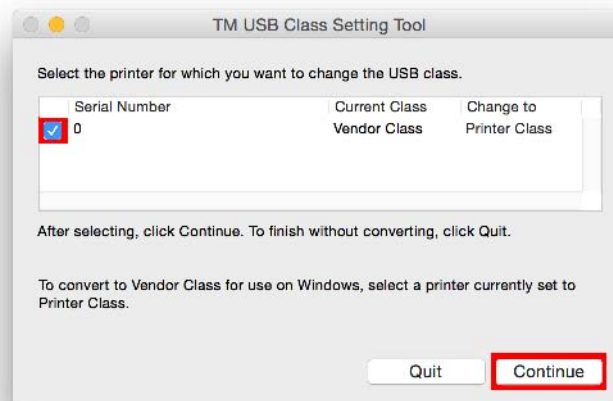 TM USB Class Setting Tool
Select the printer for which you want to change the USB class.
Serial Number Current Class Change to
0 Vendor Class Printer Class
After selecting, click Continue. To finish without converting, click Quit.
To convert to Vendor Class for use on Windows, select a printer currently set to
Printer Class.
Quit Continue